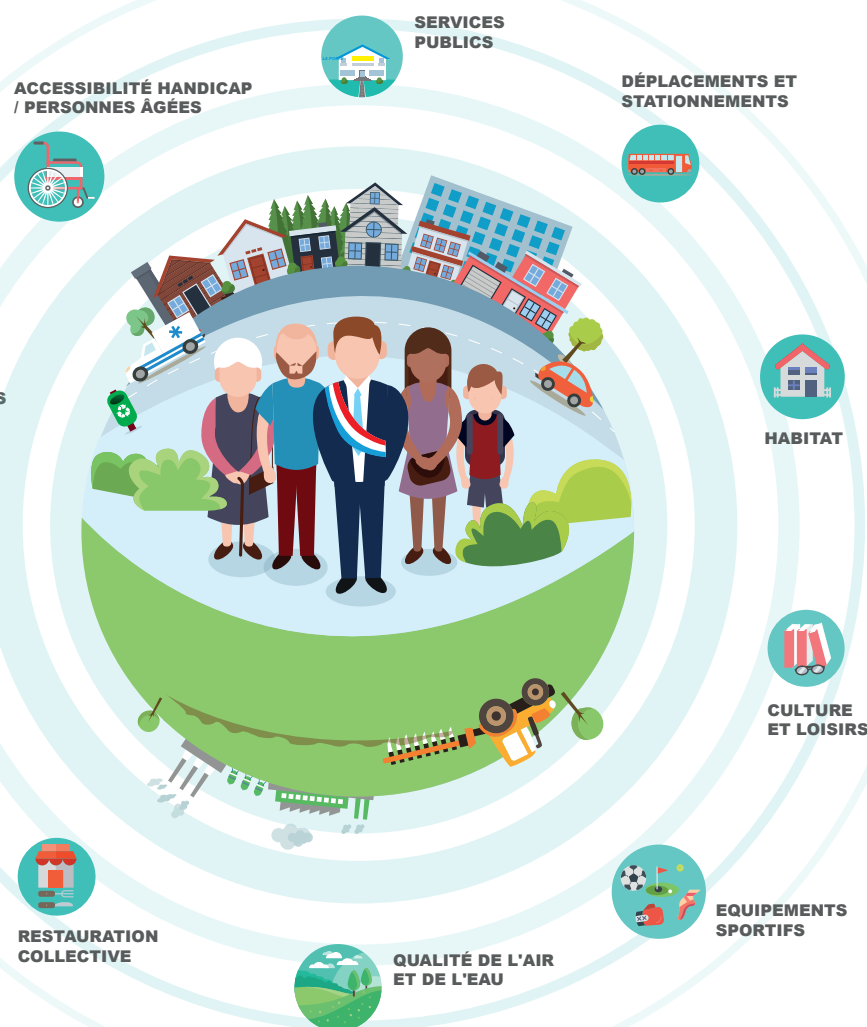 SERVICES
PUBLICS
ACCESSIBILITÉ HANDICAP
/ PERSONNES ÂGÉES
DÉPLACEMENTS ET
STATIONNEMENTS
S
HABITAT
CULTURE
ET LOISIRS
RESTAURATION
COLLECTIVE
EQUIPEMENTS
SPORTIFS
QUALITÉ DE L'AIR
ET DE L'EAU